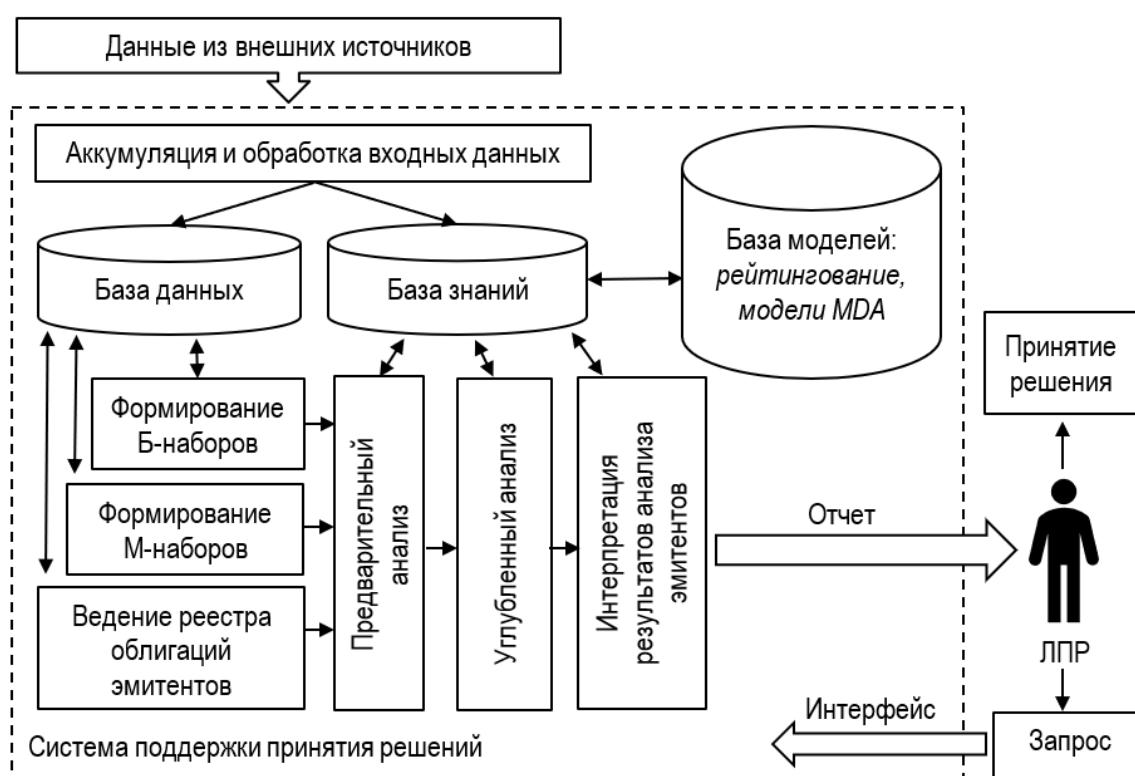 Данные из внешних источников
Аккумуляция и обработка входных данных
База данных
База знаний
База моделей:
рейтингование,
модели MDA
Формирование
Б-наборов
Формирование
М-наборов
Ведение реестра
облигаций
эмитентов
Предварительный
анализ
Углубленный анализ
Интерпретация
результатов анализа
эмитентов
Отчет
Принятие
решения
ЛПР
Интерфейс
Запрос
Система поддержки принятия решений